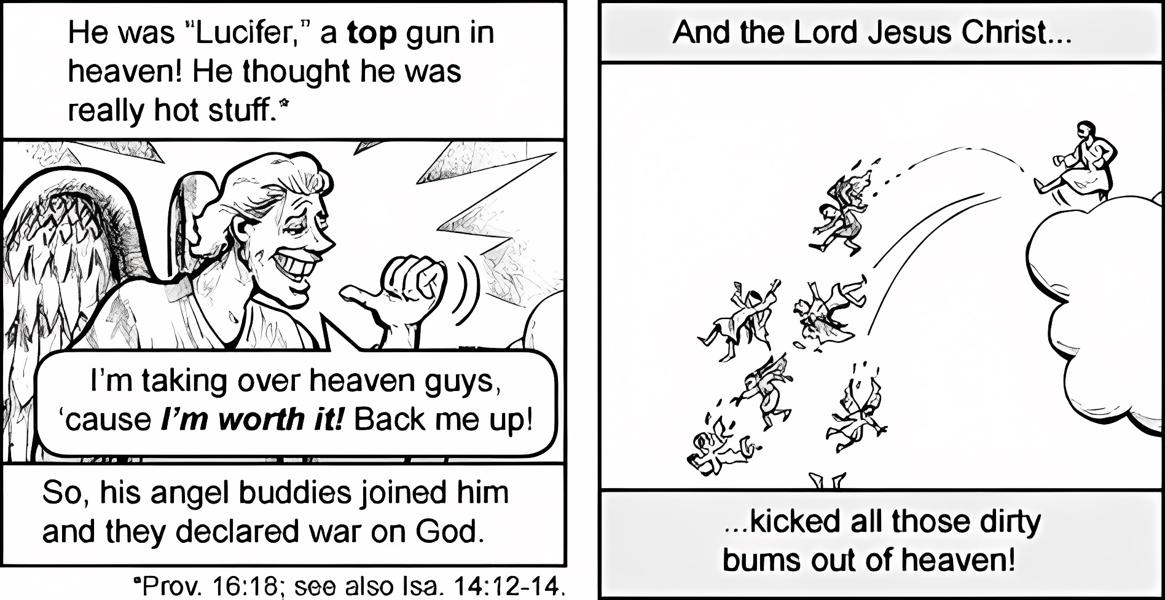 He was "Lucifer," a top gun in
heaven! He thought he was
really hot stuff.*
I'm taking over heaven guys,
'cause I'm worth it! Back me up!
So, his angel buddies joined him
and they declared war on God.
*Prov. 16:18; see also Isa. 14:12-14.
And the Lord Jesus Christ...
...kicked all those dirty
bums out of heaven!